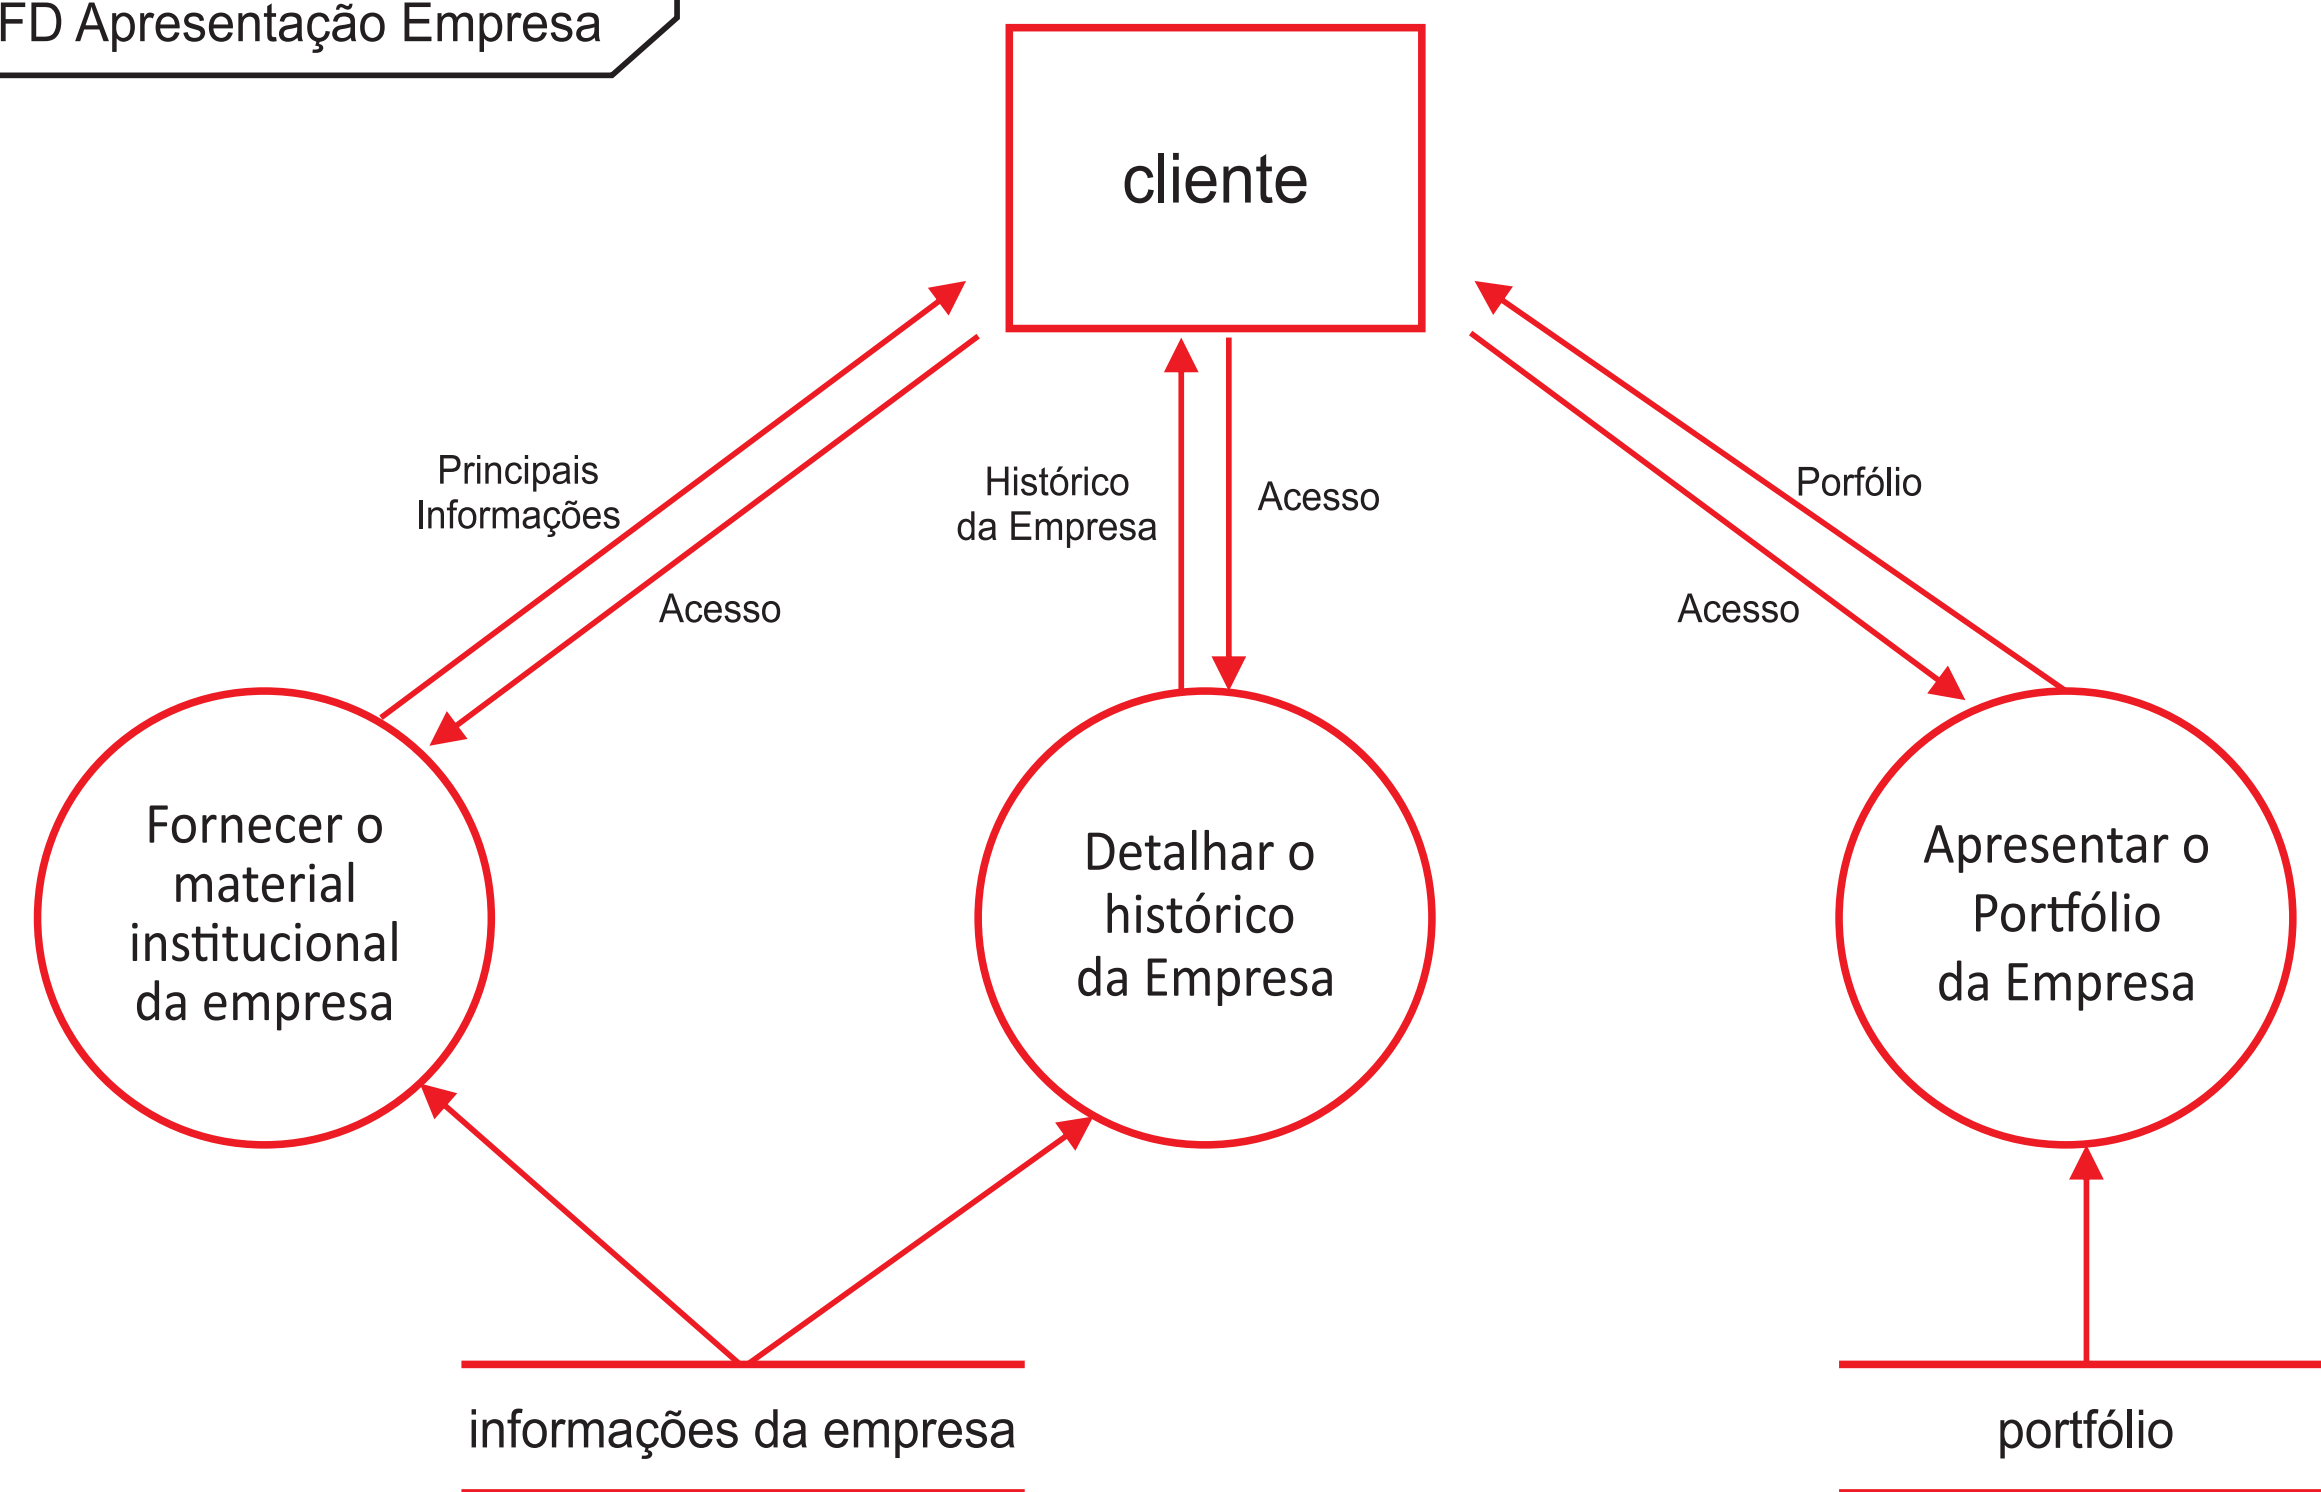 FD Apresentação Empresa
cliente
Principais
Informações
Acesso
Histórico
da Empresa
Acesso
Porfólio
Acesso
Fornecer o
material
institucional
da empresa
Detalhar o
histórico
da Empresa
Apresentar o
Portfólio
da Empresa
informações da empresa
portfólio